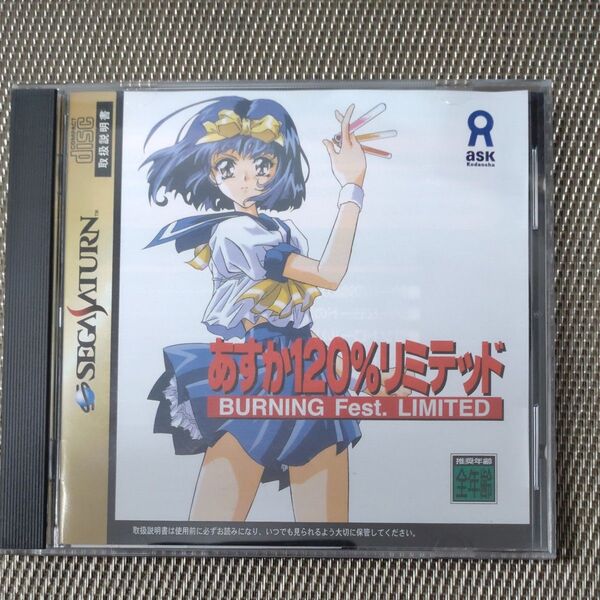 COMPACT
disc
取扱説明書
SEGA SATURN™
ask
Kodansha
あすか120%リミテッド
BURNING Fest. LIMITED
推奨年齢
全年齢
取扱説明書は使用前に必ずお読みになり、いつでも見られるよう大切に保管してください。